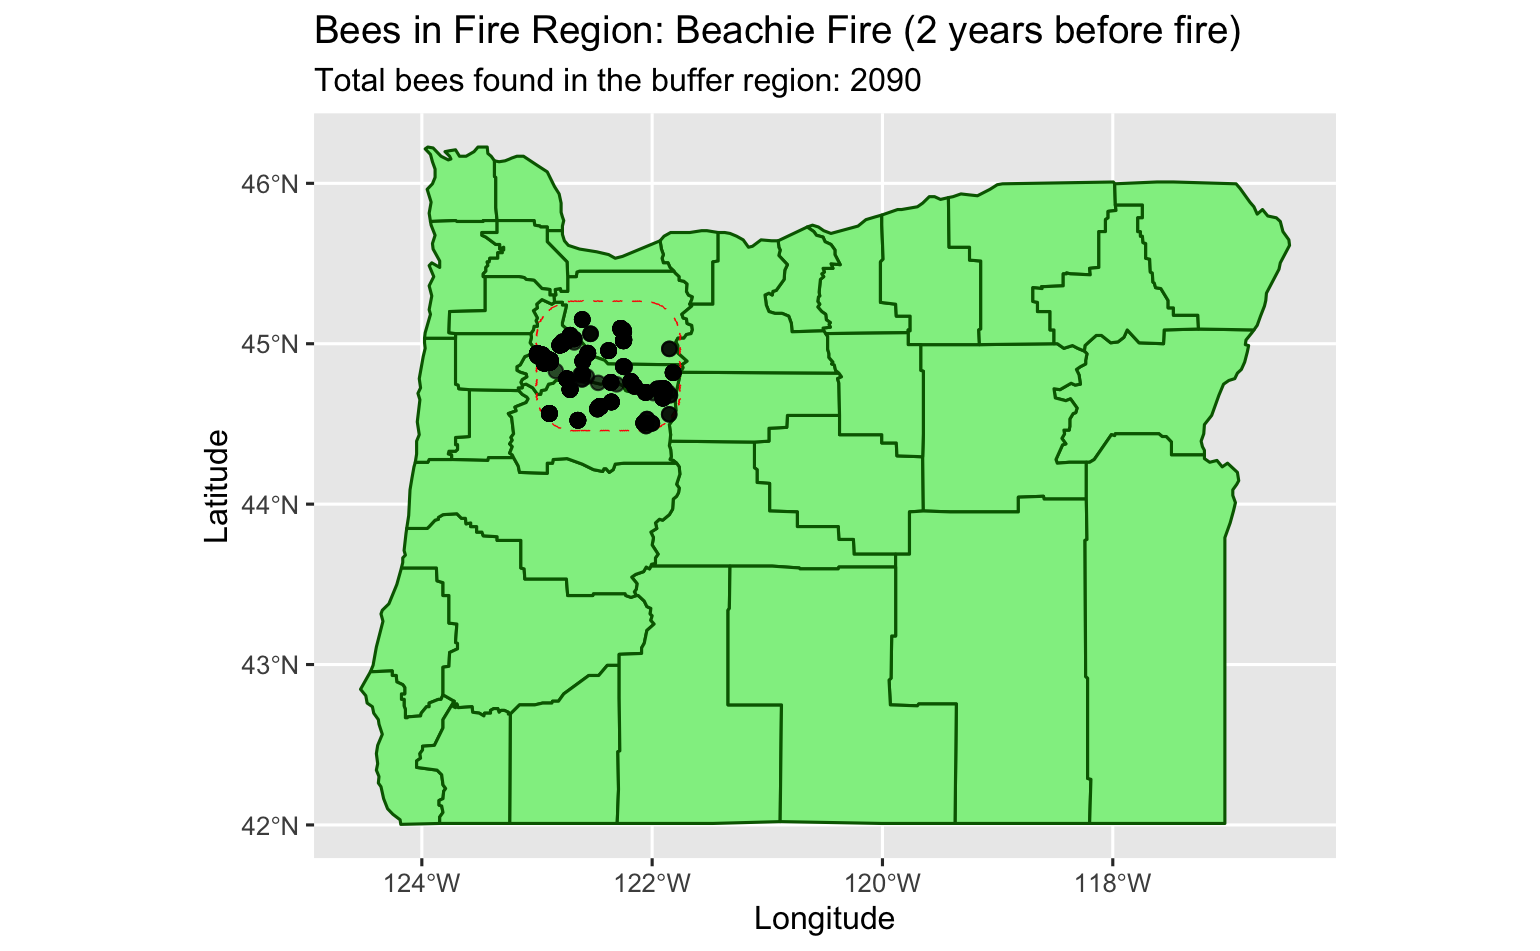 Bees in Fire Region: Beachie Fire (2 years before fire)
Total bees found in the buffer region: 2090
46°N
45°N
44°N
43°N
42°N
Latitude
124°W
122°W
120°W
118°W
Longitude